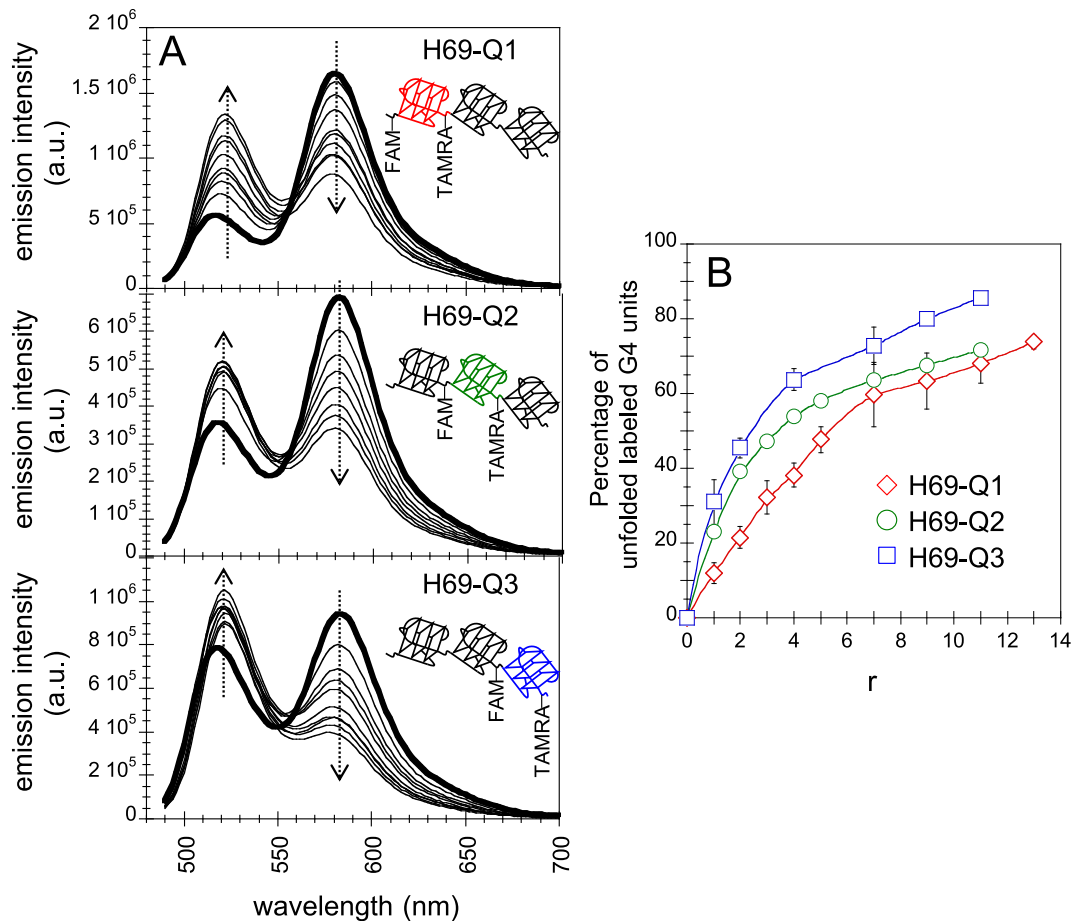 A
H69-Q1
emission intensity
(a.u.)
2 10⁶
1.5 10⁶
1 10⁶
5 10⁵
0
FAM
TAMRA
H69-Q2
emission intensity
(a.u.)
6 10⁵
5 10⁵
4 10⁵
3 10⁵
2 10⁵
1 10⁵
0
FAM
TAMRA
H69-Q3
emission intensity
(a.u.)
1 10⁶
8 10⁵
6 10⁵
4 10⁵
2 10⁵
0
FAM
TAMRA
500 550 600 650 700
wavelength (nm)
B
Percentage of
unfolded labeled G4 units
100
80
60
40
20
0
H69-Q1
H69-Q2
H69-Q3
0 2 4 6 8 10 12 14
r